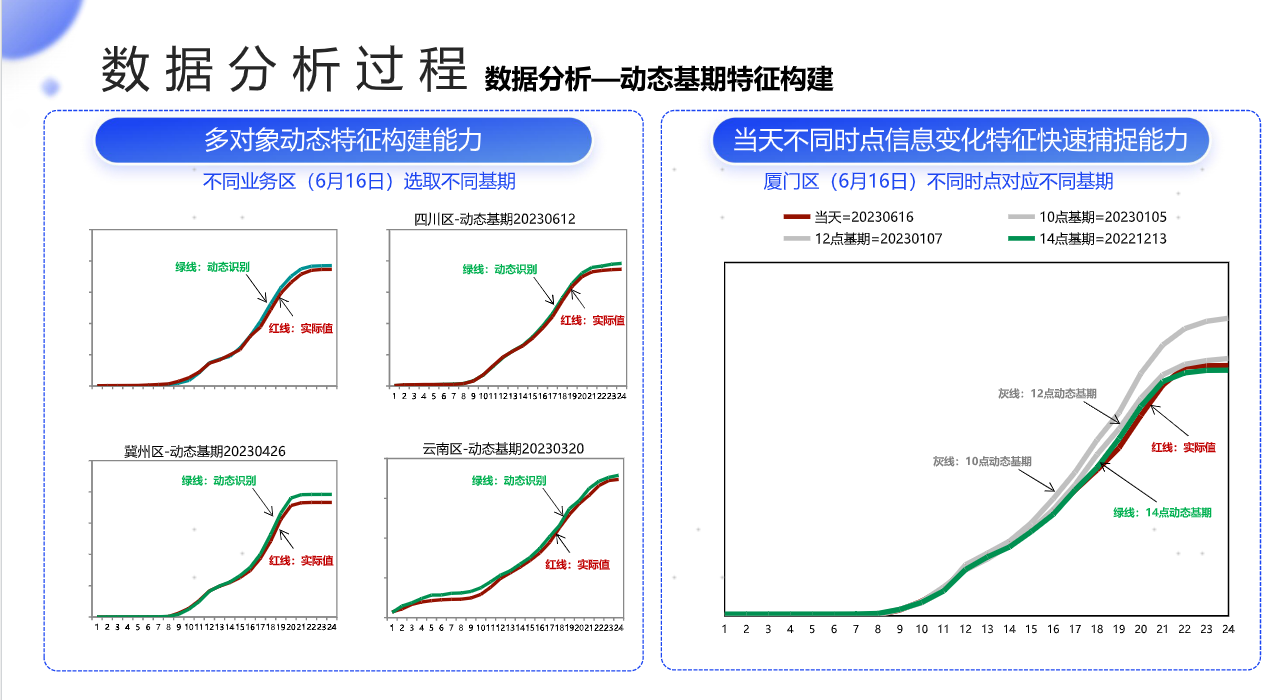 数据分析过程 数据分析—动态基期特征构建
多对象动态特征构建能力
不同业务区（6月16日）选取不同基期
绿线：动态识别
红线：实际值
四川区-动态基期20230612
绿线：动态识别
红线：实际值
1 2 3 4 5 6 7 8 9 10 11 12 13 14 15 16 17 18 19 20 21 22 23 24
冀州区-动态基期20230426
绿线：动态识别
红线：实际值
1 2 3 4 5 6 7 8 9 10 11 12 13 14 15 16 17 18 19 20 21 22 23 24
云南区-动态基期20230320
绿线：动态识别
红线：实际值
1 2 3 4 5 6 7 8 9 10 11 12 13 14 15 16 17 18 19 20 21 22 23 24
当天不同时点信息变化特征快速捕捉能力
厦门区（6月16日）不同时点对应不同基期
当天=20230616
10点基期=20230105
12点基期=20230107
14点基期=20221213
灰线：12点动态基期
红线：实际值
灰线：10点动态基期
绿线：14点动态基期
1 2 3 4 5 6 7 8 9 10 11 12 13 14 15 16 17 18 19 20 21 22 23 24